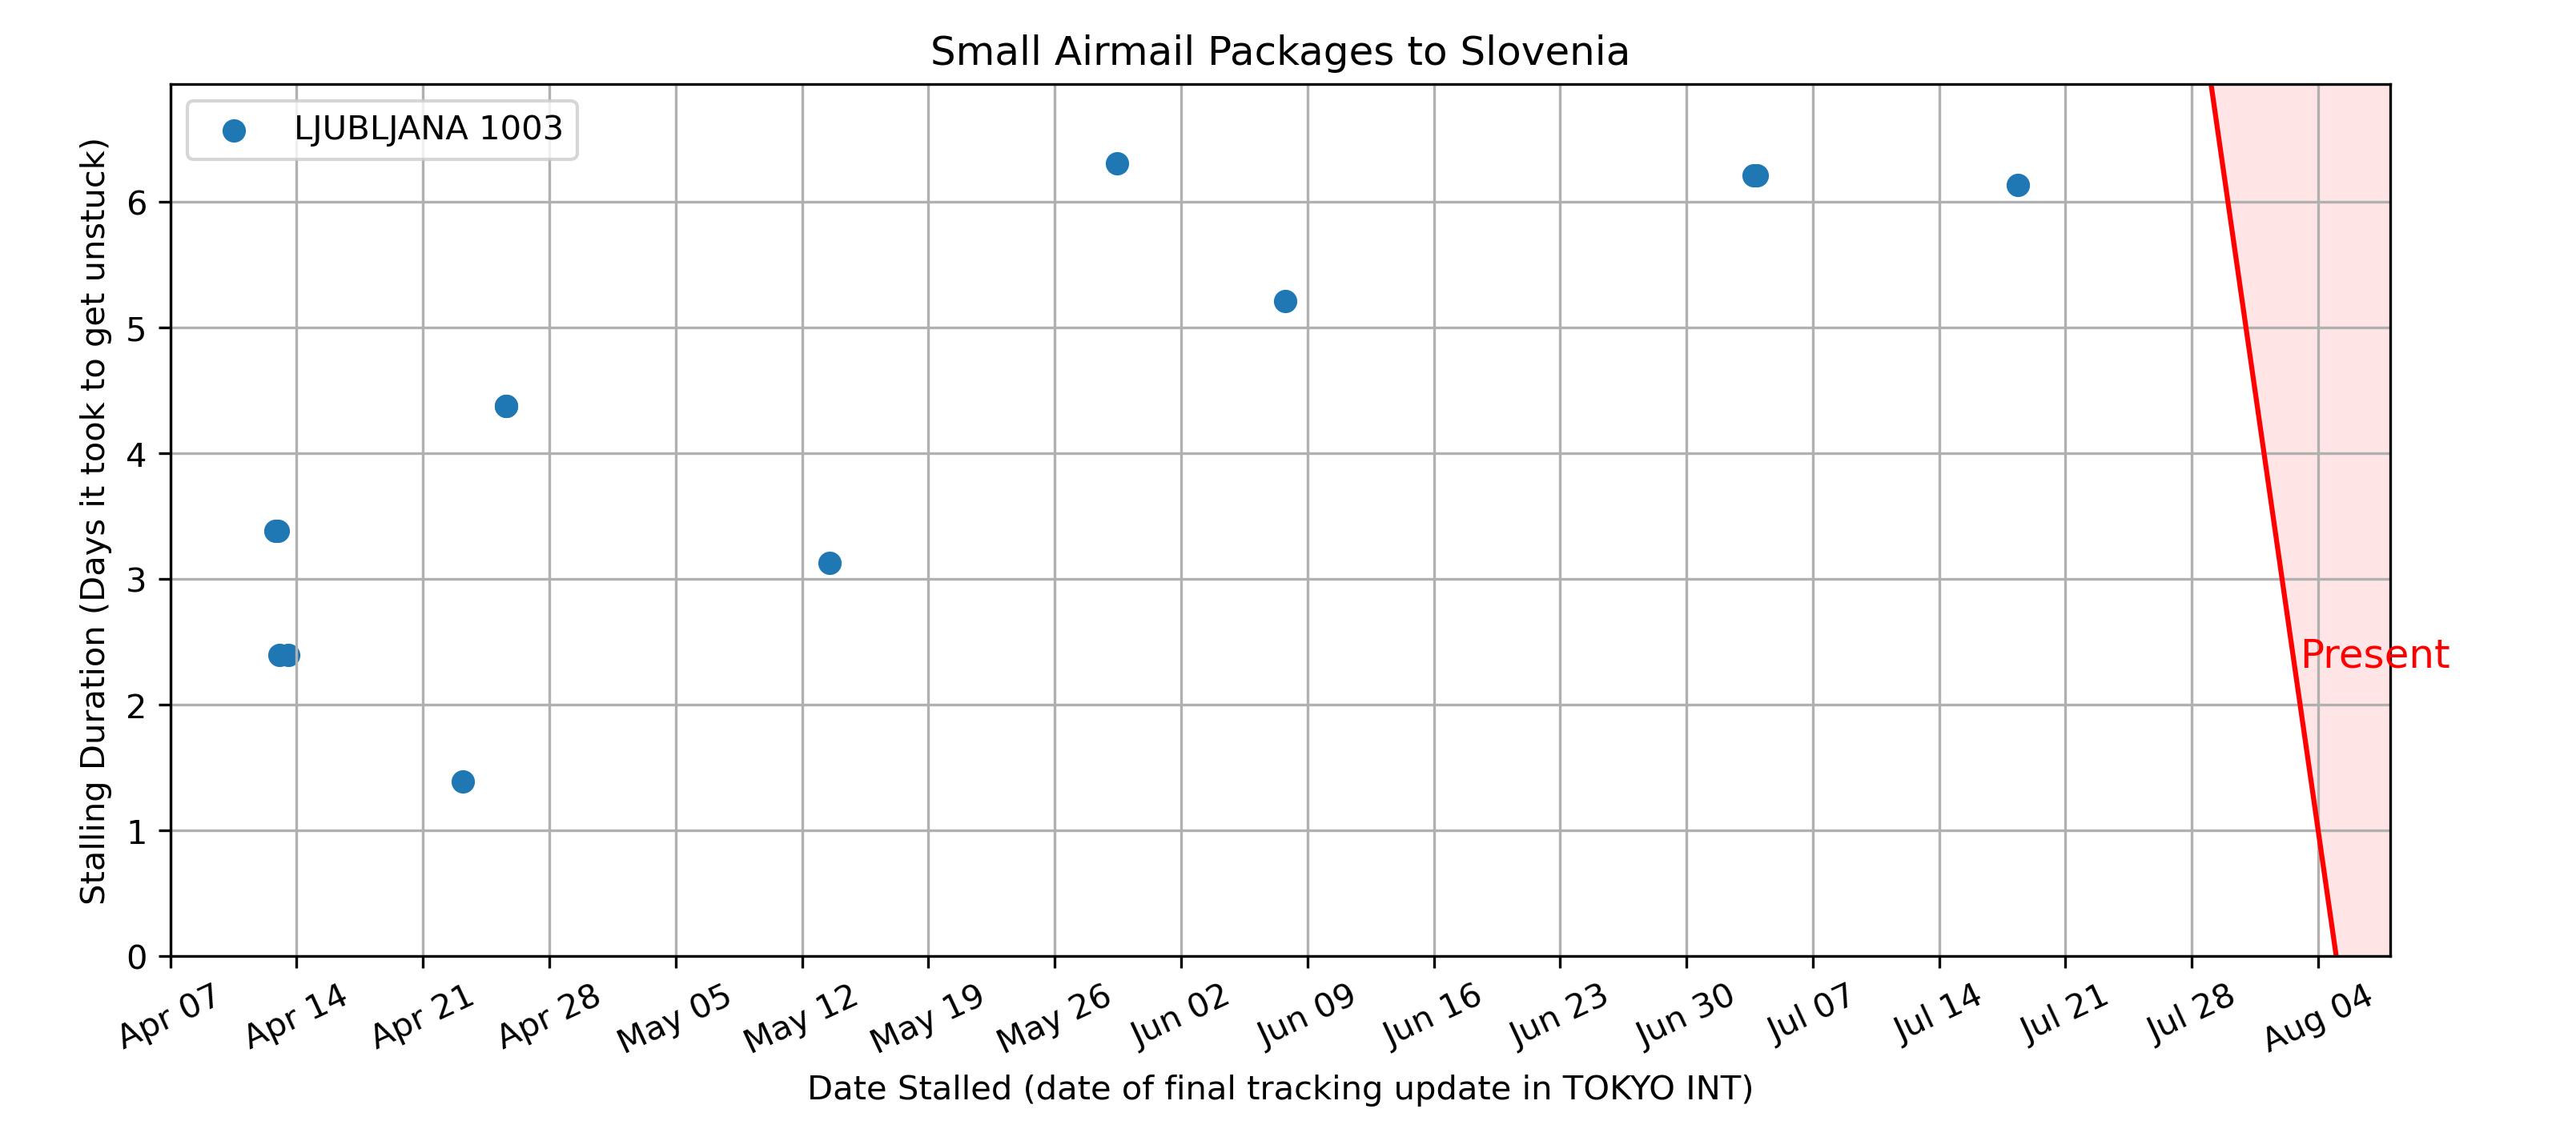 Small Airmail Packages to Slovenia
LJUBLJANA 1003
Stalling Duration (Days it took to get unstuck)
6
5
4
3
2
1
0
Present
Apr 07
Apr 14
Apr 21
Apr 28
May 05
May 12
May 19
May 26
Jun 02
Jun 09
Jun 16
Jun 23
Jun 30
Jul 07
Jul 14
Jul 21
Jul 28
Aug 04
Date Stalled (date of final tracking update in TOKYO INT)